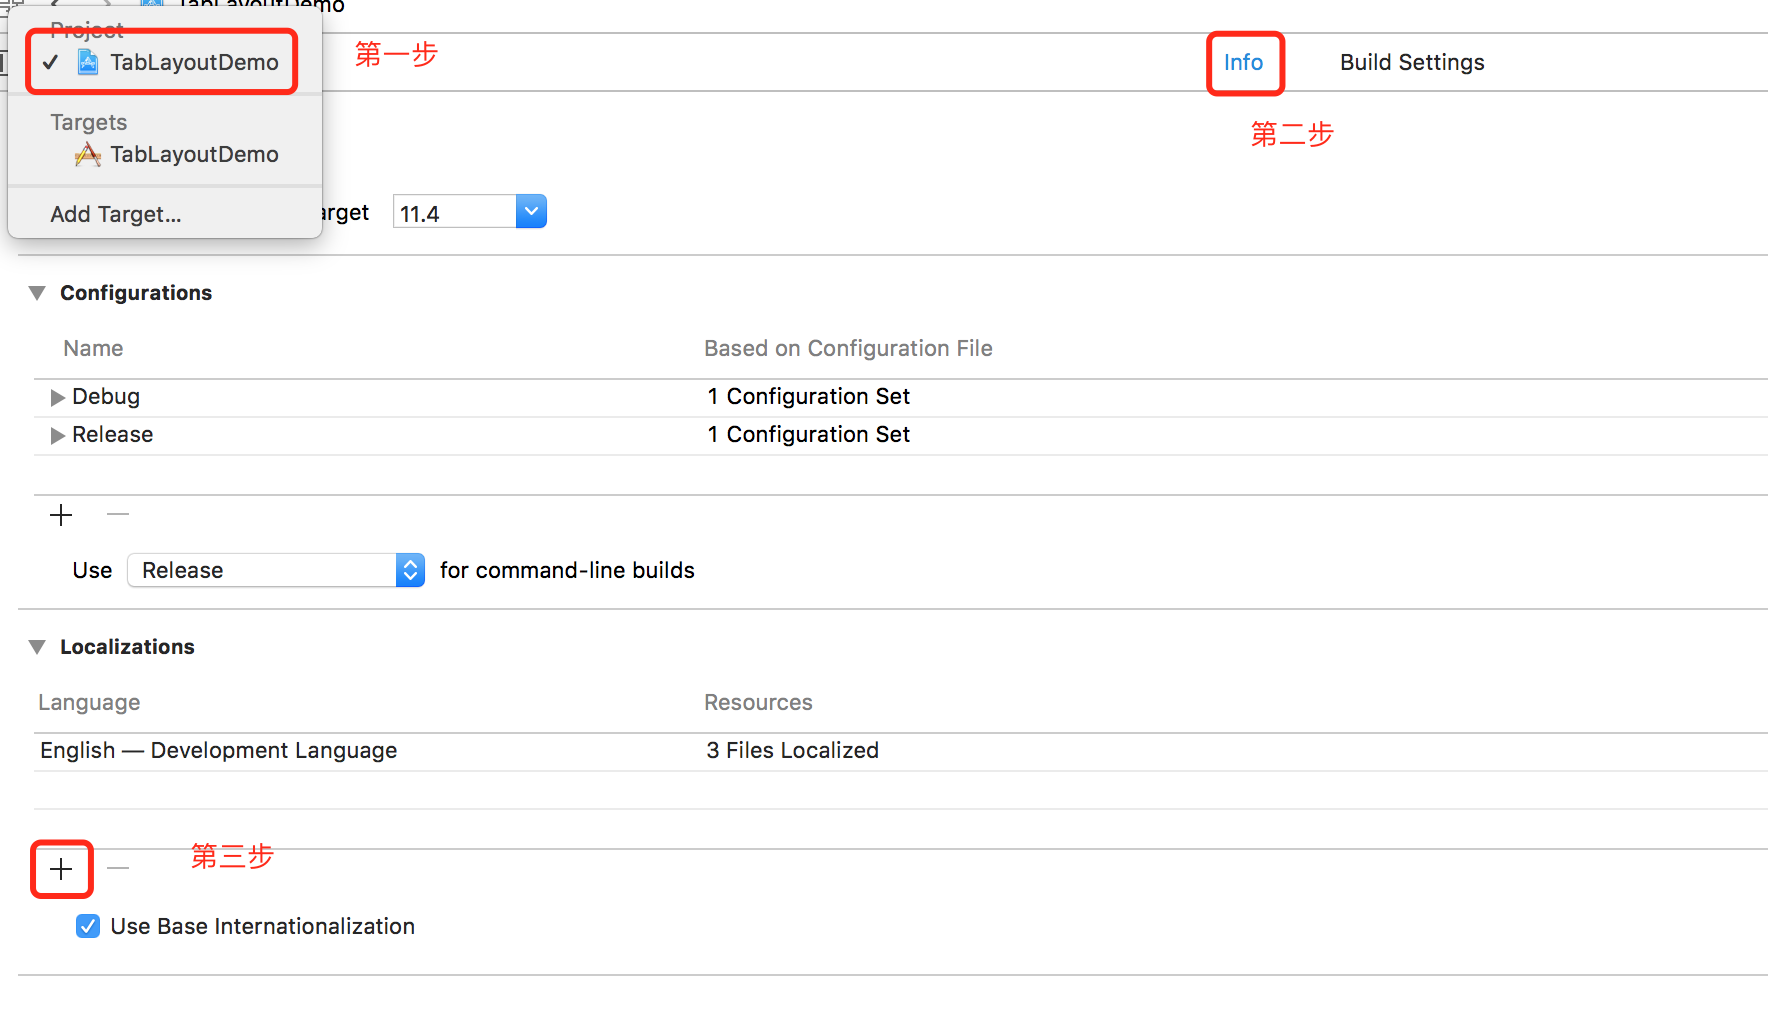 TabLayoutDemo
Project
TabLayoutDemo
第一步
Info
Build Settings
第二步
Targets
TabLayoutDemo
Add Target...
arget 11.4
Configurations
Name Based on Configuration File
Debug 1 Configuration Set
Release 1 Configuration Set
Use Release for command-line builds
Localizations
Language Resources
English — Development Language 3 Files Localized
第三步
Use Base Internationalization